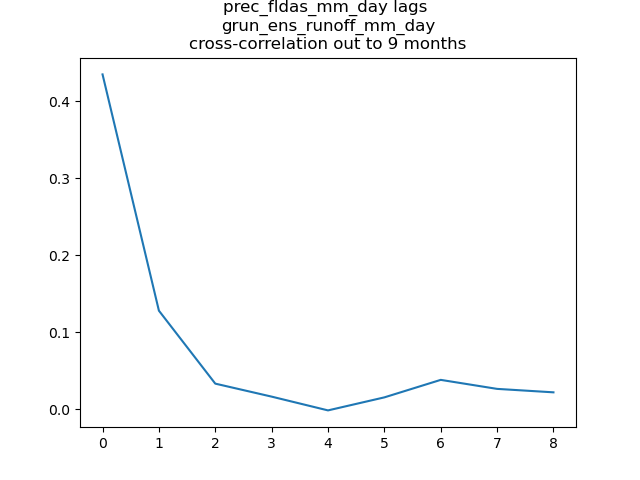 prec_fldas_mm_day lags
grun_ens_runoff_mm_day
cross-correlation out to 9 months
0.4
0.3
0.2
0.1
0.0
0 1 2 3 4 5 6 7 8